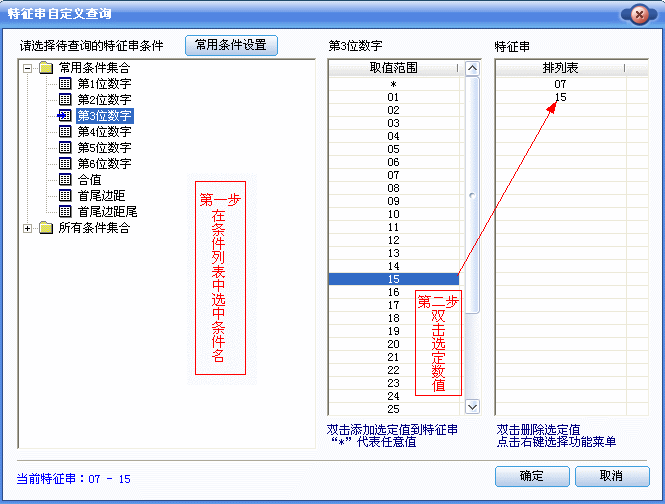 特征串自定义查询
请选择待查询的特征串条件
常用条件设置
常用条件集合
第1位数字
第2位数字
第3位数字
第4位数字
第5位数字
第6位数字
合值
首尾边距
首尾边距尾
所有条件集合
第一步
在条件列表中选中条件名
第3位数字
取值范围
*
01
02
03
04
05
06
07
08
09
10
11
12
13
14
15
16
17
18
19
20
21
22
23
24
25
第二步
双击选定数值
双击添加选定值到特征串
“*”代表任意值
特征串
排列表
07
15
双击删除选定值
点击右键选择功能菜单
当前特征串：07 - 15
确定
取消